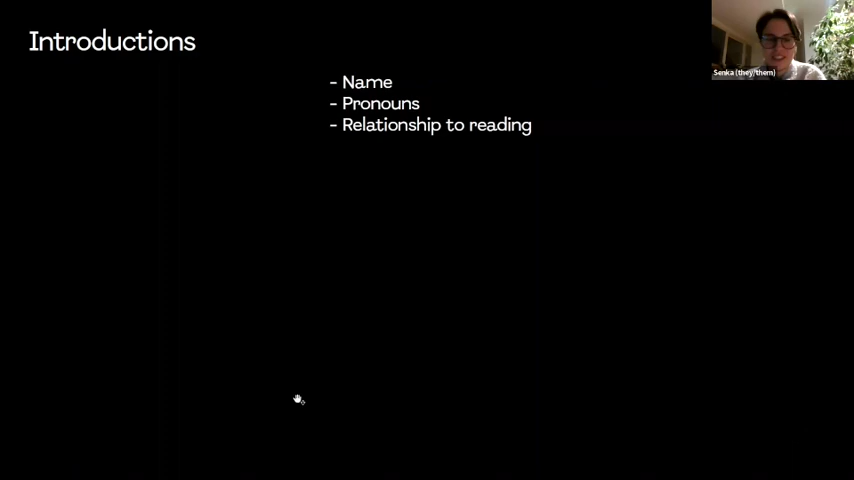 Introductions
- Name
- Pronouns
- Relationship to reading
Senka (they/them)